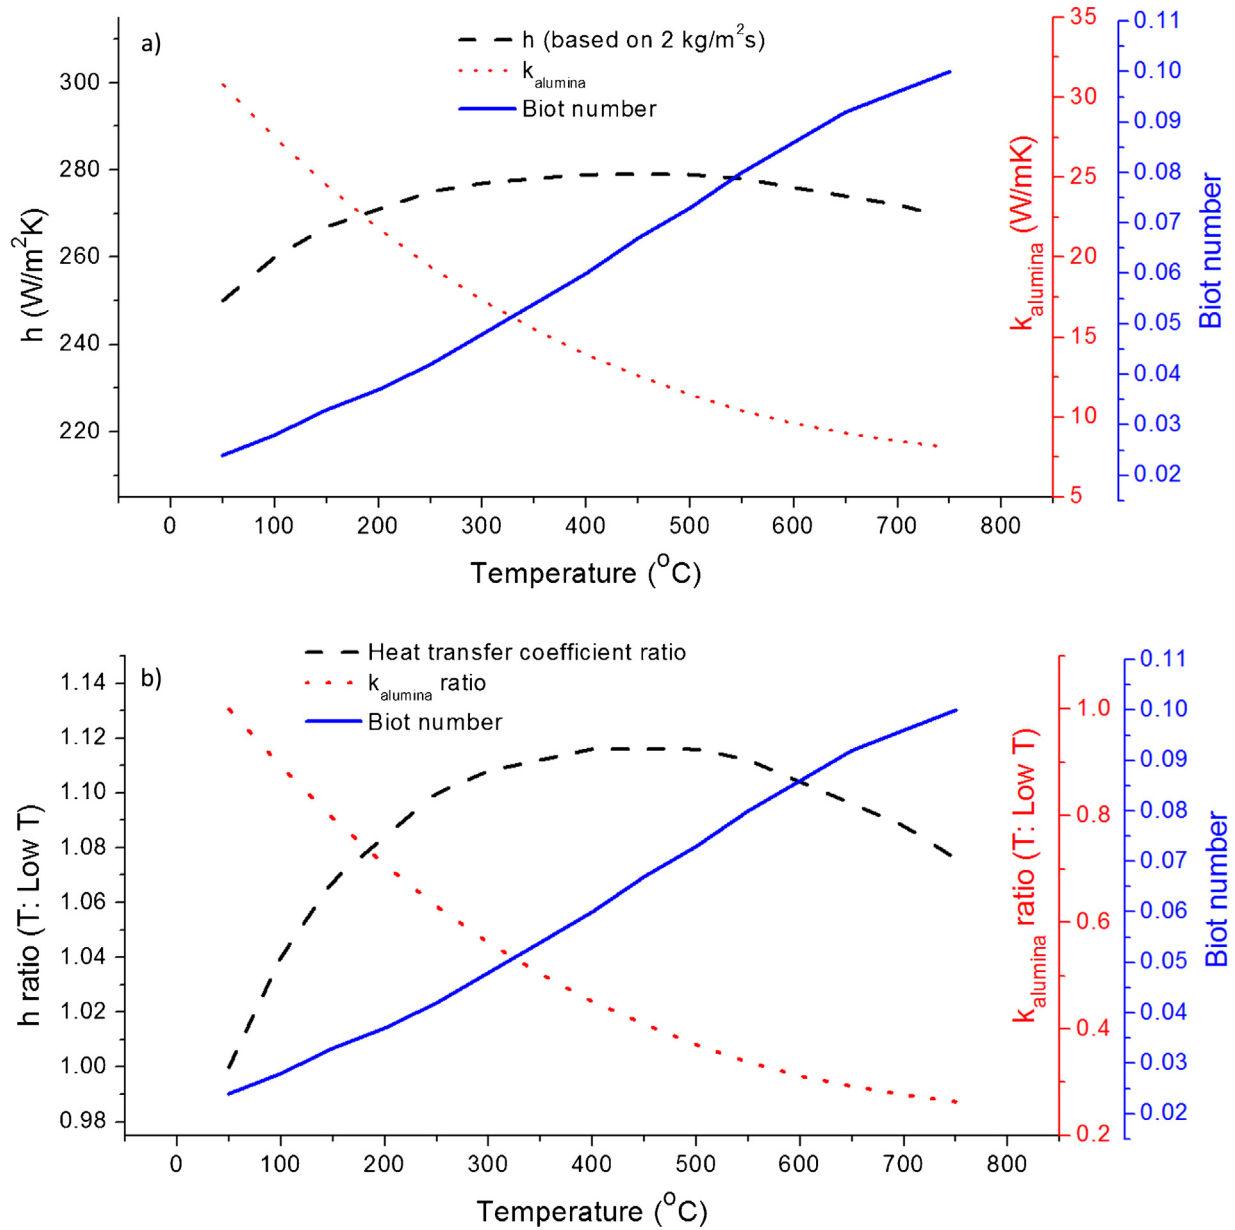 a)
h (based on 2 kg/m²s)
k_alumina
Biot number
300
280
260
240
220
h (W/m²K)
0 100 200 300 400 500 600 700 800
Temperature (°C)
35
30
25
20
15
10
5
k_alumina (W/mK)
0.11
0.10
0.09
0.08
0.07
0.06
0.05
0.04
0.03
0.02
Biot number
b)
Heat transfer coefficient ratio
k_alumina ratio
Biot number
1.14
1.12
1.10
1.08
1.06
1.04
1.02
1.00
0.98
h ratio (T: Low T)
0 100 200 300 400 500 600 700 800
Temperature (°C)
1.0
0.8
0.6
0.4
0.2
k_alumina ratio (T: Low T)
0.11
0.10
0.09
0.08
0.07
0.06
0.05
0.04
0.03
0.02
Biot number